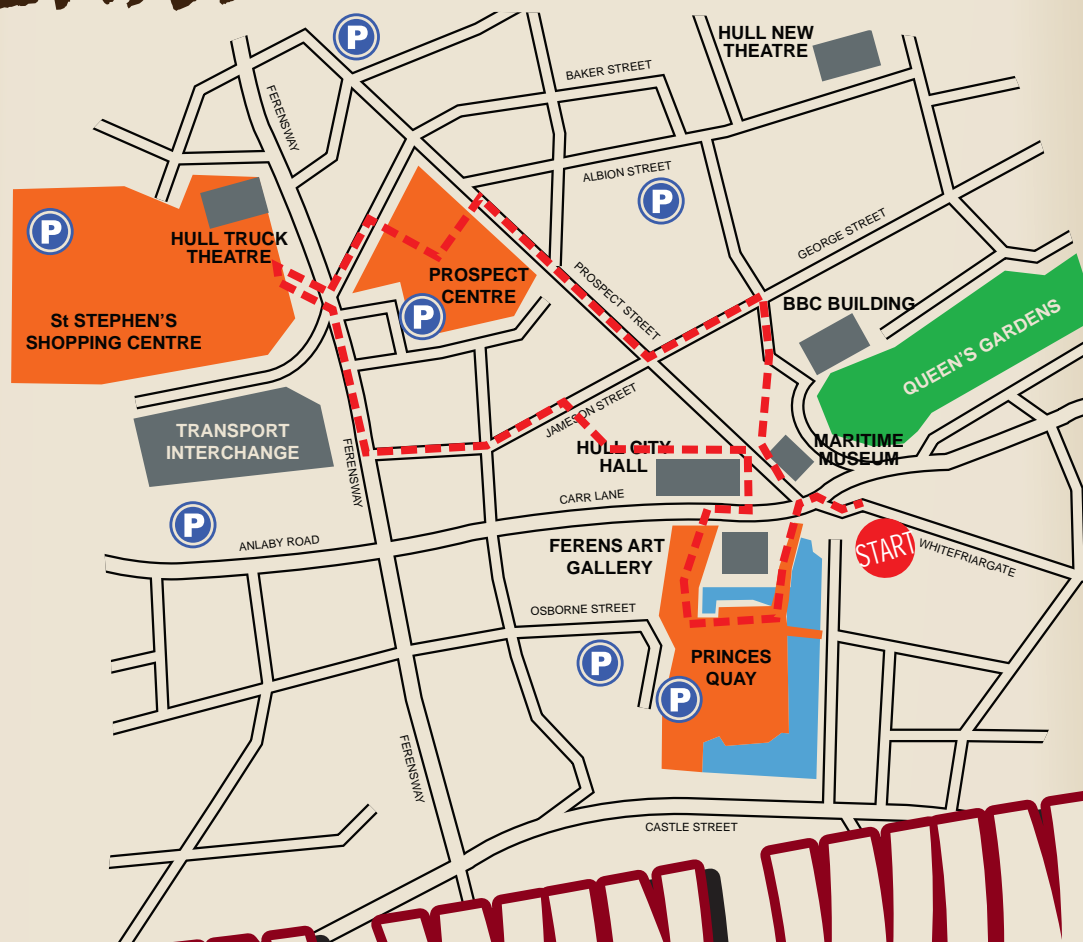 P
HULL NEW
THEATRE
BAKER STREET
FERENSWAY
ALBION STREET
P
P
HULL TRUCK
THEATRE
GEORGE STREET
PROSPECT
CENTRE
PROSPECT STREET
P
BBC BUILDING
St STEPHEN'S
SHOPPING CENTRE
QUEEN'S GARDENS
JAMESON STREET
TRANSPORT
INTERCHANGE
HULL CITY
HALL
MARITIME
MUSEUM
FERENSWAY
CARR LANE
P
ANLABY ROAD
FERENS ART
GALLERY
START
WHITEFRIARGATE
OSBORNE STREET
P
PRINCES
QUAY
P
FERENSWAY
CASTLE STREET